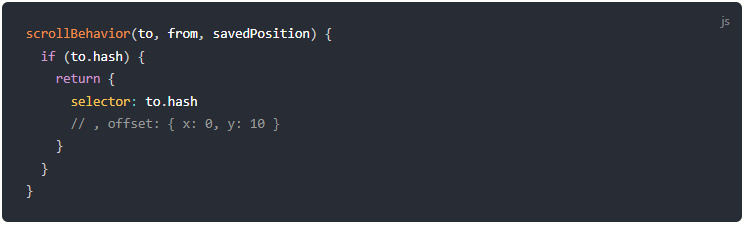 js
scrollBehavior(to, from, savedPosition) {
  if (to.hash) {
    return {
      selector: to.hash
      // , offset: { x: 0, y: 10 }
    }
  }
}